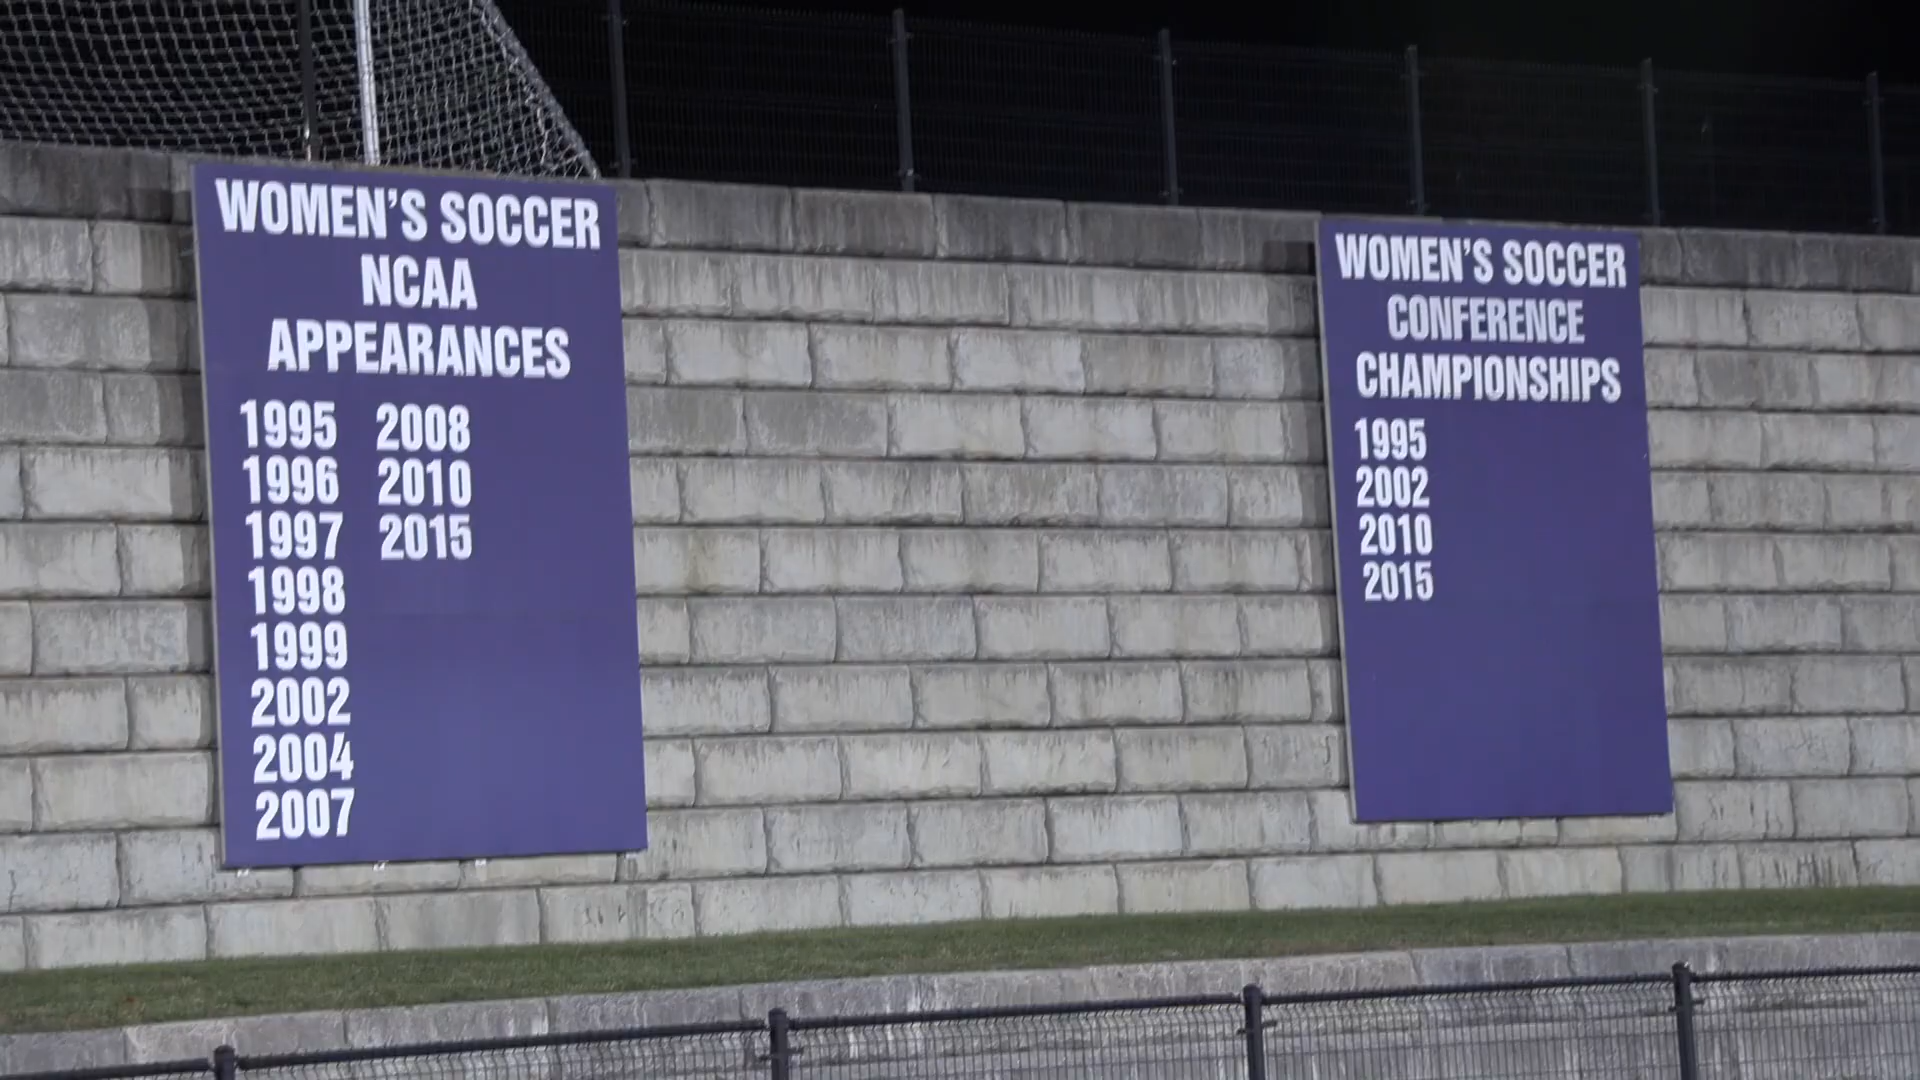 WOMEN'S SOCCER
NCAA
APPEARANCES
1995 2008
1996 2010
1997 2015
1998
1999
2002
2004
2007
WOMEN'S SOCCER
CONFERENCE
CHAMPIONSHIPS
1995
2002
2010
2015